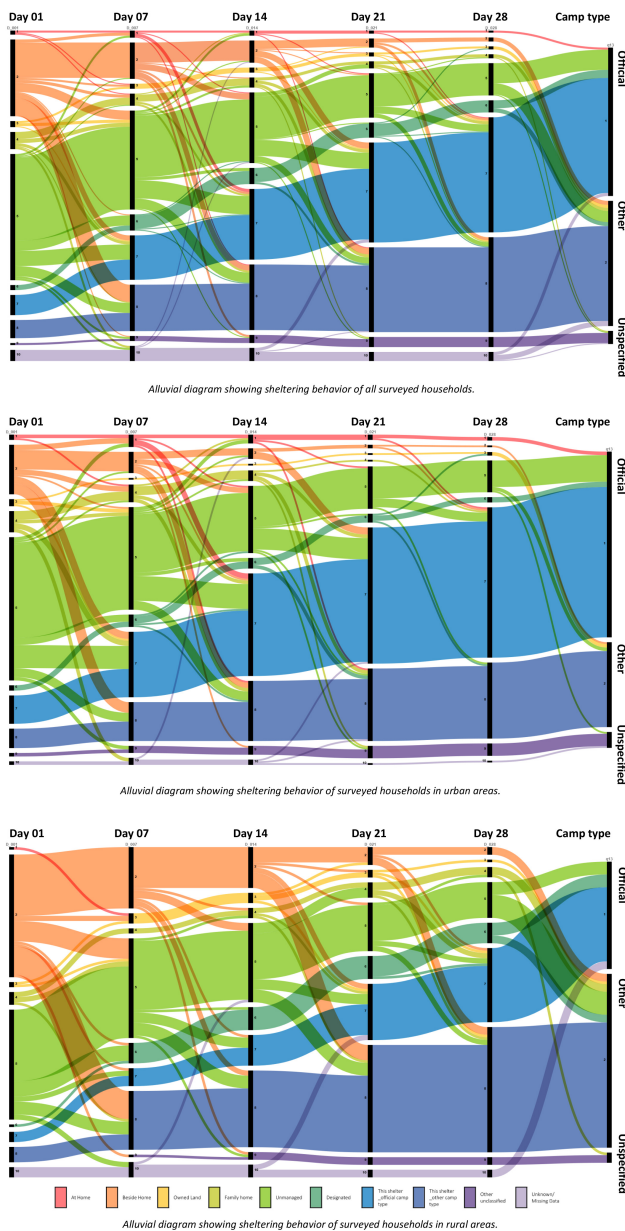 Day 01 Day 07 Day 14 Day 21 Day 28 Camp type
Official
Other
Unspecified
Alluvial diagram showing sheltering behavior of all surveyed households.
Day 01 Day 07 Day 14 Day 21 Day 28 Camp type
Official
Other
Unspecified
Alluvial diagram showing sheltering behavior of surveyed households in urban areas.
Day 01 Day 07 Day 14 Day 21 Day 28 Camp type
Official
Other
Unspecified
At Home
Beside Home
Owned Land
Family home
Unmanaged
Designated
This shelter
_official camp
type
This shelter
_other camp
type
Other
unclassified
Unknown/
Missing Data
Alluvial diagram showing sheltering behavior of surveyed households in rural areas.